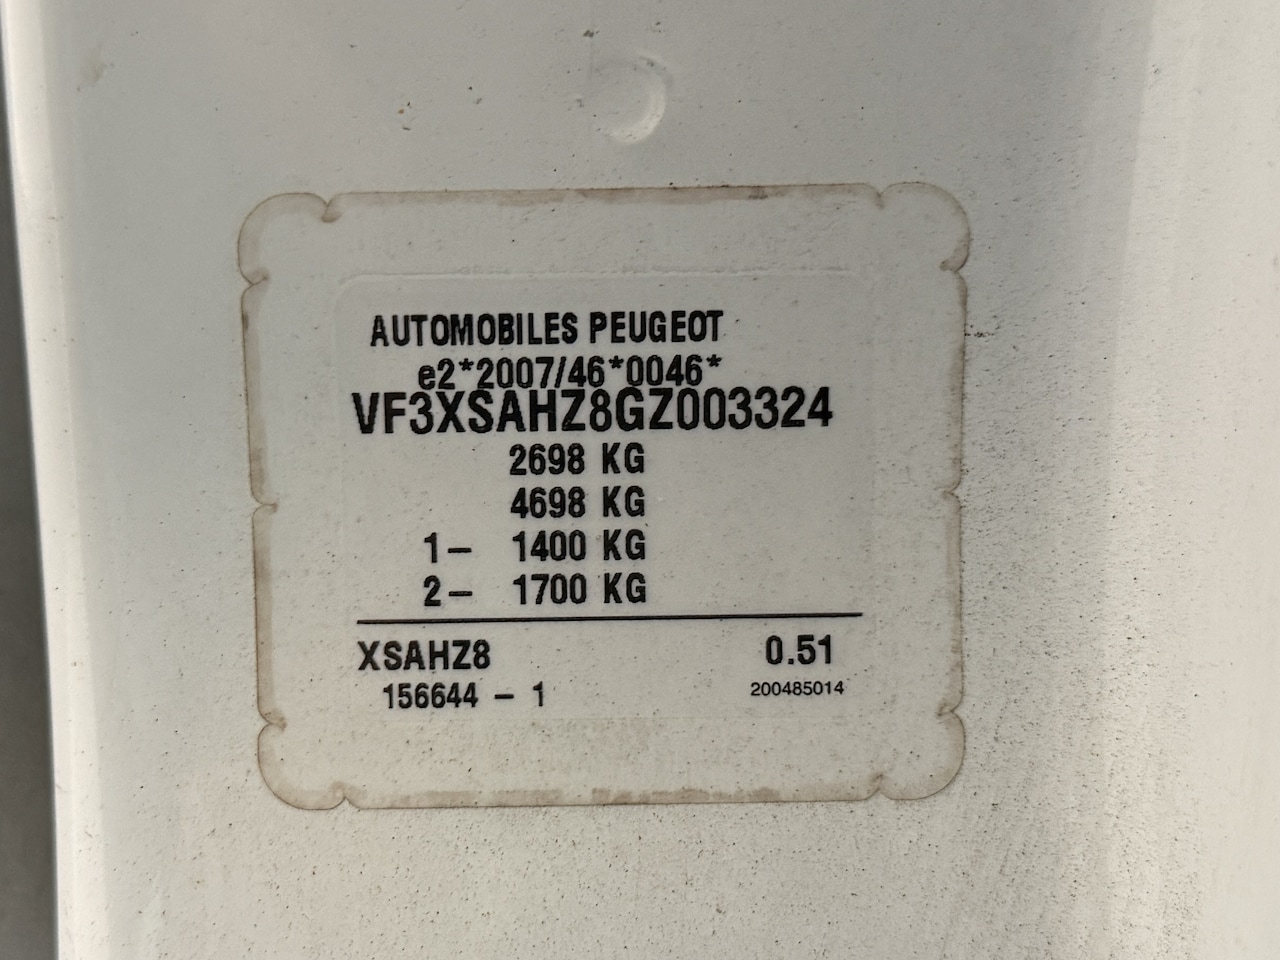 AUTOMOBILES PEUGEOT
e2*2007/46*0046*
VF3XSAHZ8GZ003324
2698 KG
4698 KG
1- 1400 KG
2- 1700 KG
XSAHZ8 0.51
156644 - 1 200485014